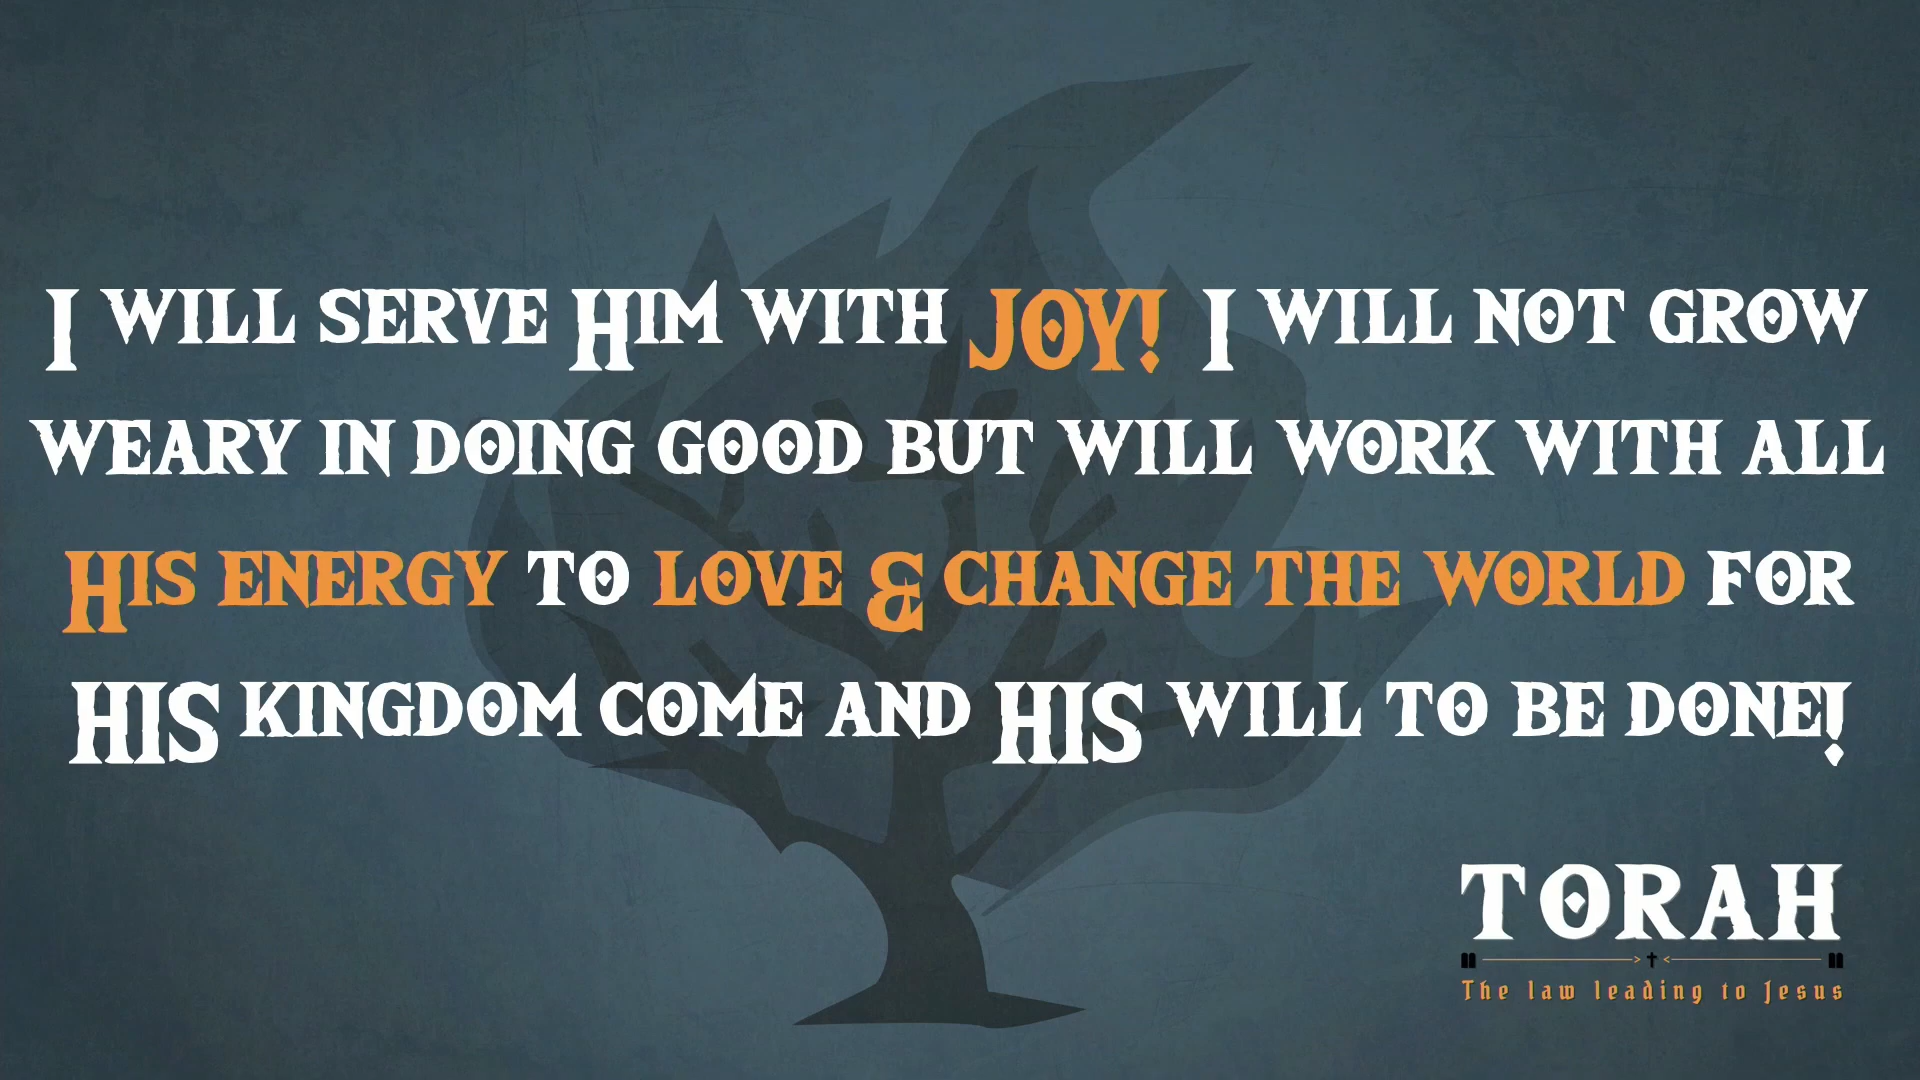 I WILL SERVE HIM WITH JOY! I WILL NOT GROW
WEARY IN DOING GOOD BUT WILL WORK WITH ALL
HIS ENERGY TO LOVE & CHANGE THE WORLD FOR
HIS KINGDOM COME AND HIS WILL TO BE DONE!
TORAH
The law leading to Jesus